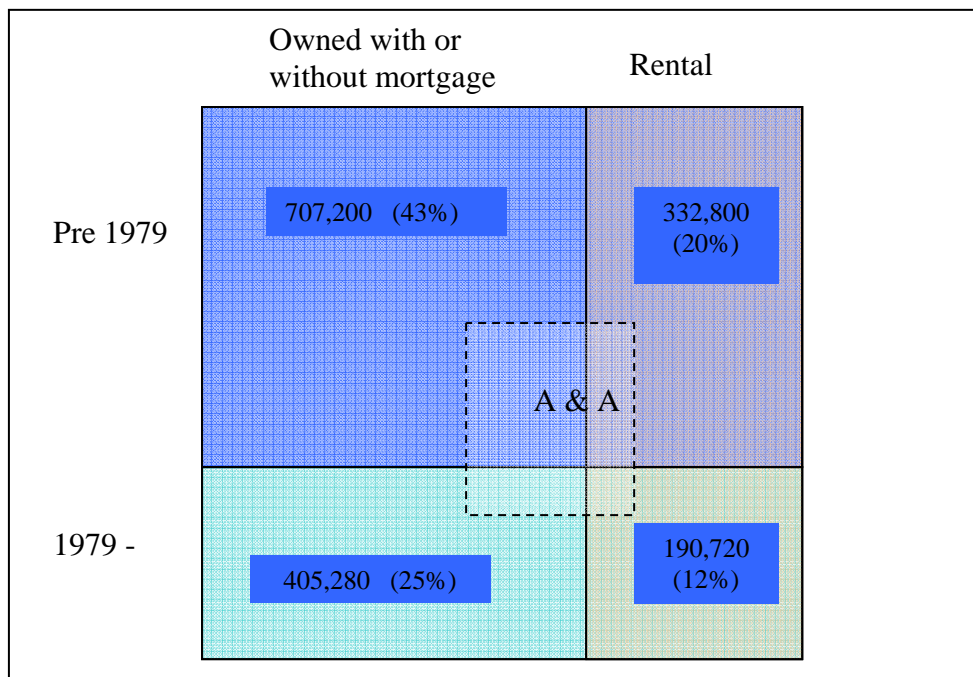 Owned with or
without mortgage
Rental
Pre 1979
707,200 (43%)
332,800
(20%)
A & A
1979 -
405,280 (25%)
190,720
(12%)